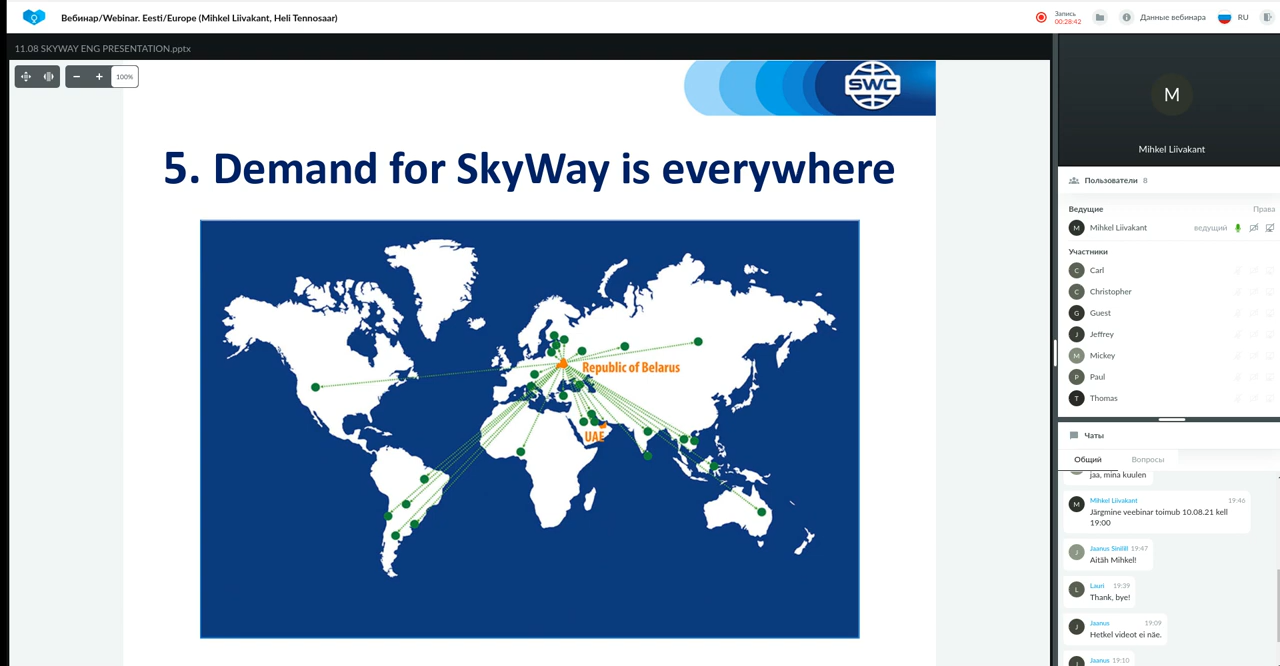 Вебинар/Webinar. Eesti/Europe (Mihkel Liivakant, Heli Tennosaar)
Запись
00:28:42
Данные вебинара
RU
11.08 SKYWAY ENG PRESENTATION.pptx
100%
SWC
5. Demand for SkyWay is everywhere
Republic of Belarus
UAE
M
Mihkel Liivakant
Пользователи 8
Ведущие
Права
M Mihkel Liivakant ведущий
Участники
C Carl
C Christopher
G Guest
J Jeffrey
M Mickey
P Paul
T Thomas
Чаты
Общий Вопросы
jaa, mina kuulen
M Mihkel Liivakant 19:46
Järgmine veebinar toimub 10.08.21 kell
19:00
J Jaanus Sinilill 19:47
Aitäh Mihkel!
L Lauri 19:39
Thank, bye!
J Jaanus 19:09
Hetkel videot ei näe.
J Jaanus 19:10